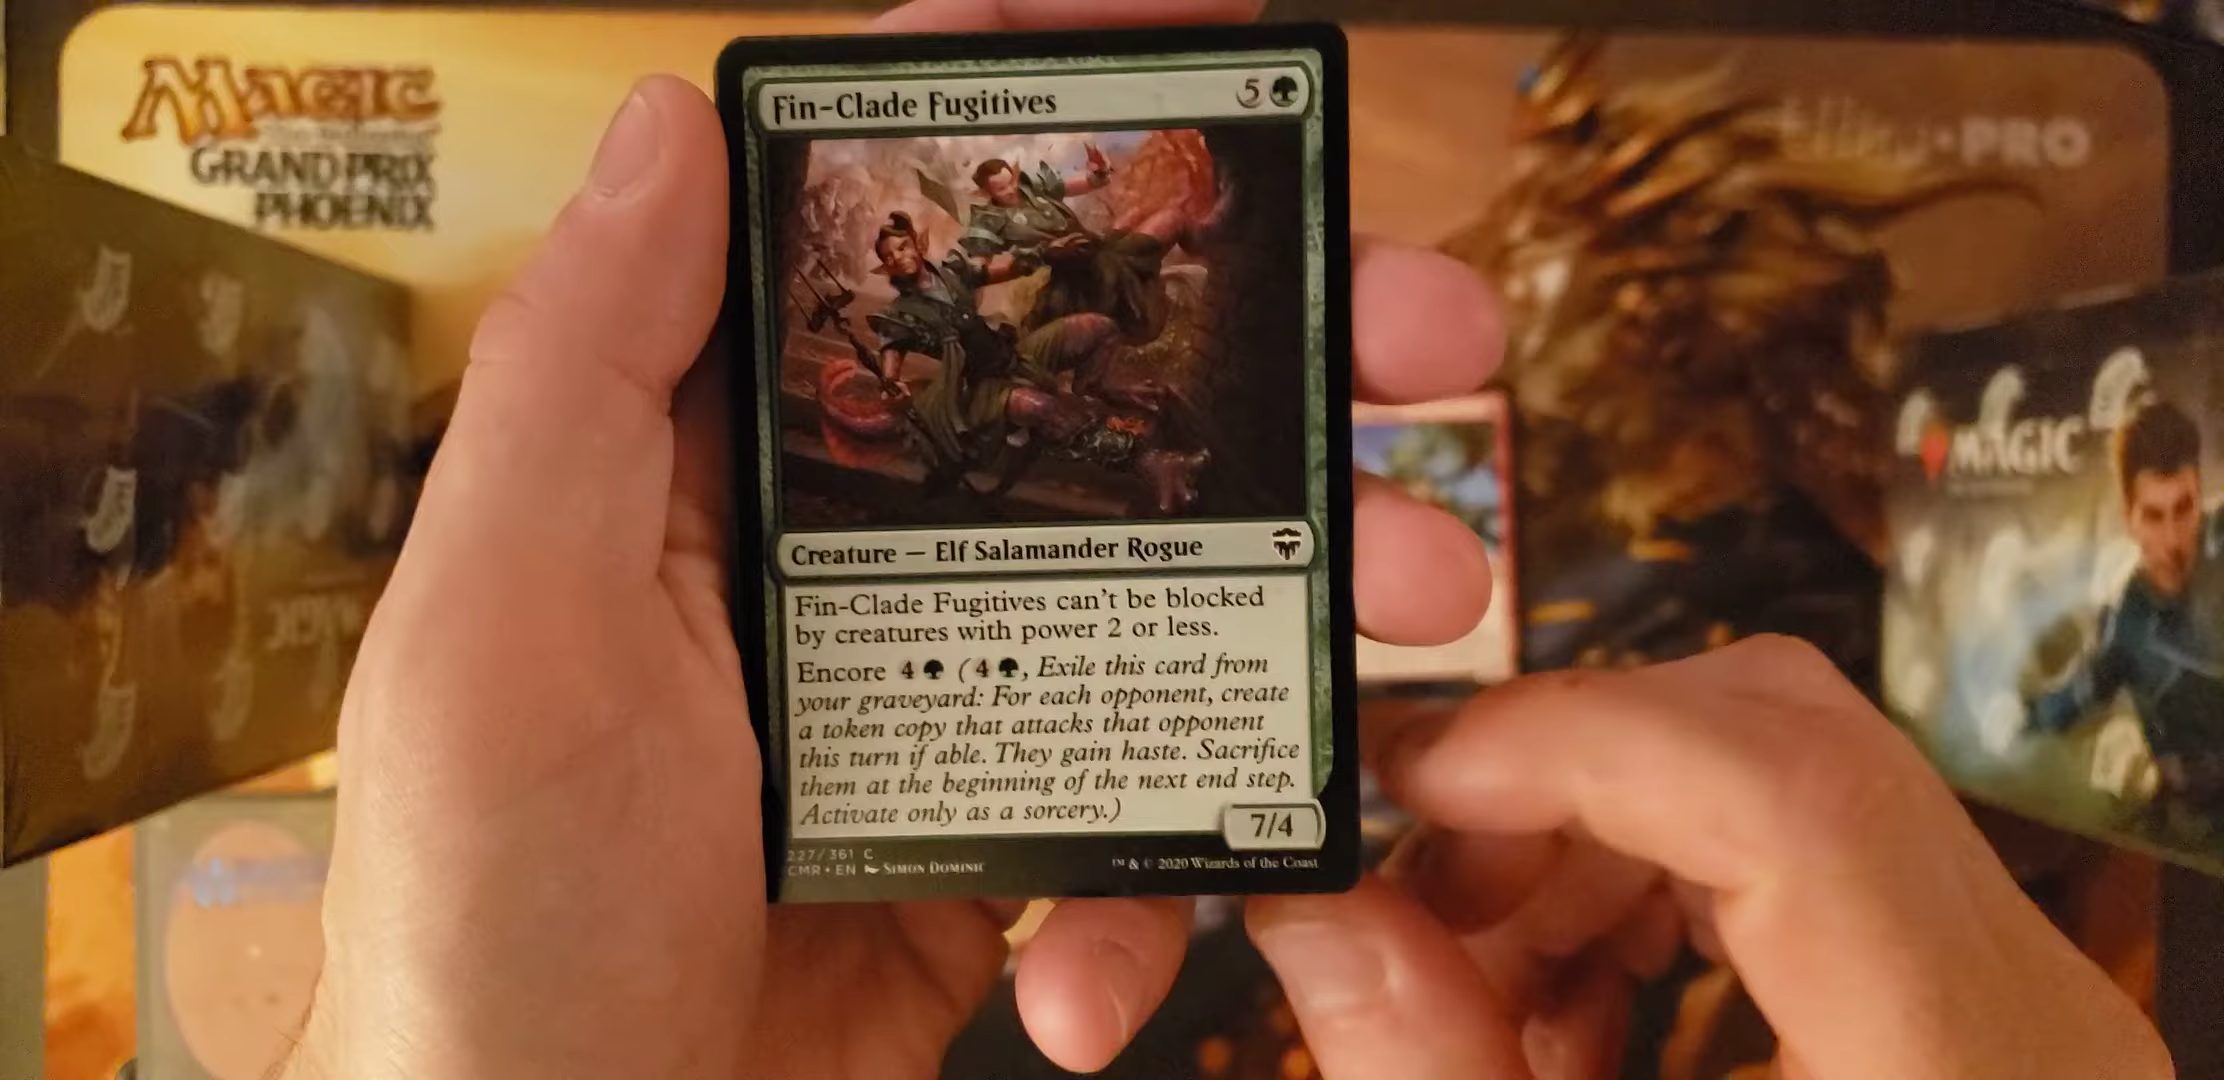 MAGIC
GRAND PRIX
PHOENIX
PRO
MAGIC
Fin-Clade Fugitives 5
Creature — Elf Salamander Rogue
Fin-Clade Fugitives can't be blocked
by creatures with power 2 or less.
Encore 4 (4, Exile this card from
your graveyard: For each opponent, create
a token copy that attacks that opponent
this turn if able. They gain haste. Sacrifice
them at the beginning of the next end step.
Activate only as a sorcery.)
7/4
227/361 C
CMR • EN SIMON DOMINIC
™ & © 2020 Wizards of the Coast